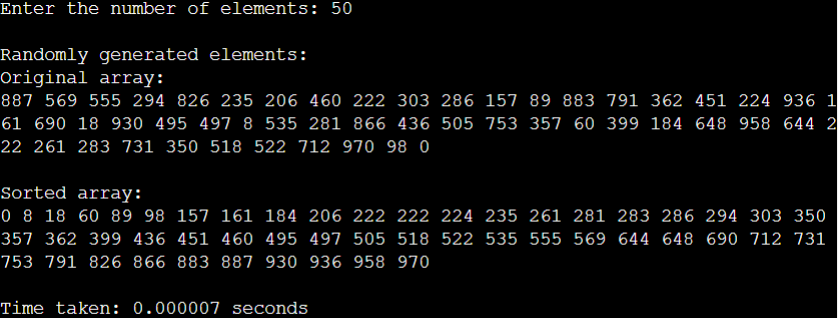 Enter the number of elements: 50
Randomly generated elements:
Original array:
887 569 555 294 826 235 206 460 222 303 286 157 89 883 791 362 451 224 936 1
61 690 18 930 495 497 8 535 281 866 436 505 753 357 60 399 184 648 958 644 2
22 261 283 731 350 518 522 712 970 98 0
Sorted array:
0 8 18 60 89 98 157 161 184 206 222 222 224 235 261 281 283 286 294 303 350
357 362 399 436 451 460 495 497 505 518 522 535 555 569 644 648 690 712 731
753 791 826 866 883 887 930 936 958 970
Time taken: 0.000007 seconds